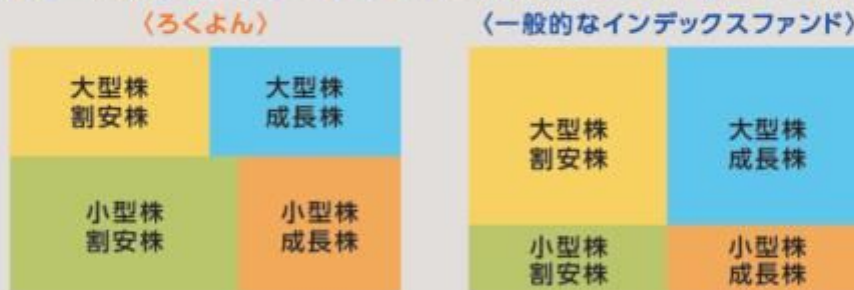 〈ろくよん〉
〈一般的なインデックスファンド〉
大型株
割安株
大型株
成長株
小型株
割安株
小型株
成長株
大型株
割安株
大型株
成長株
小型株
割安株
小型株
成長株